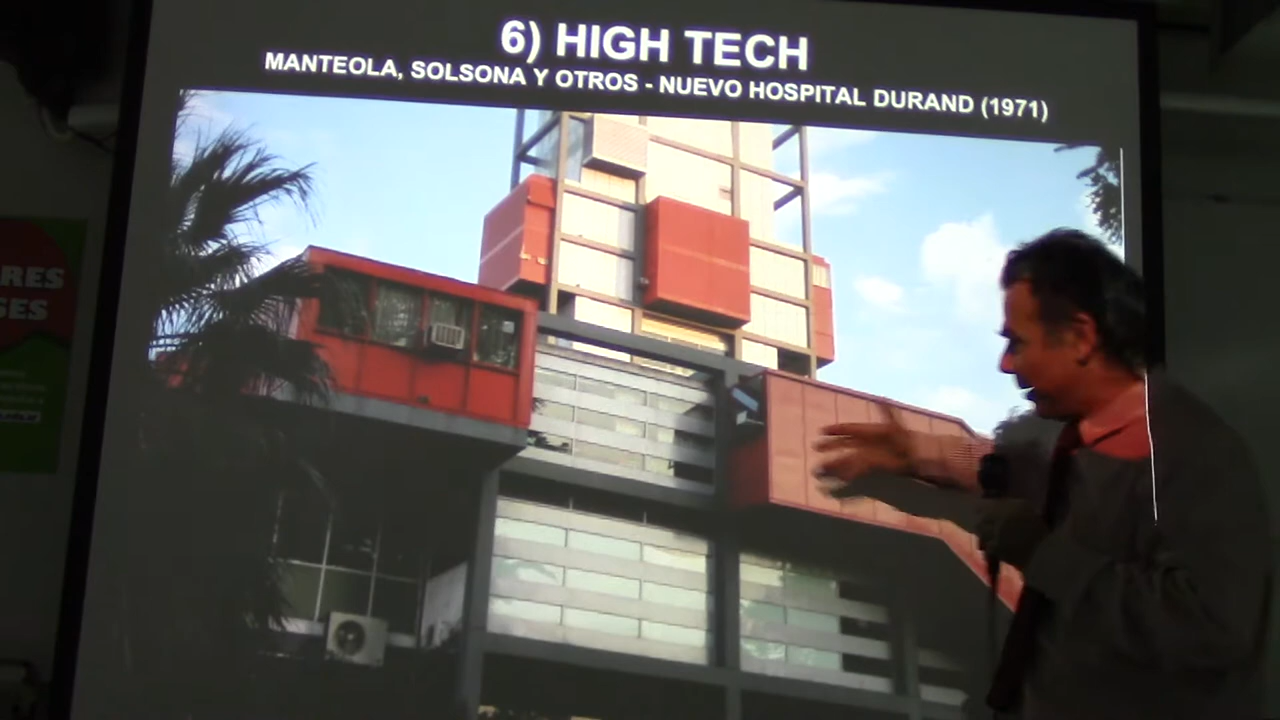 6) HIGH TECH
MANTEOLA, SOLSONA Y OTROS - NUEVO HOSPITAL DURAND (1971)
RES
SES